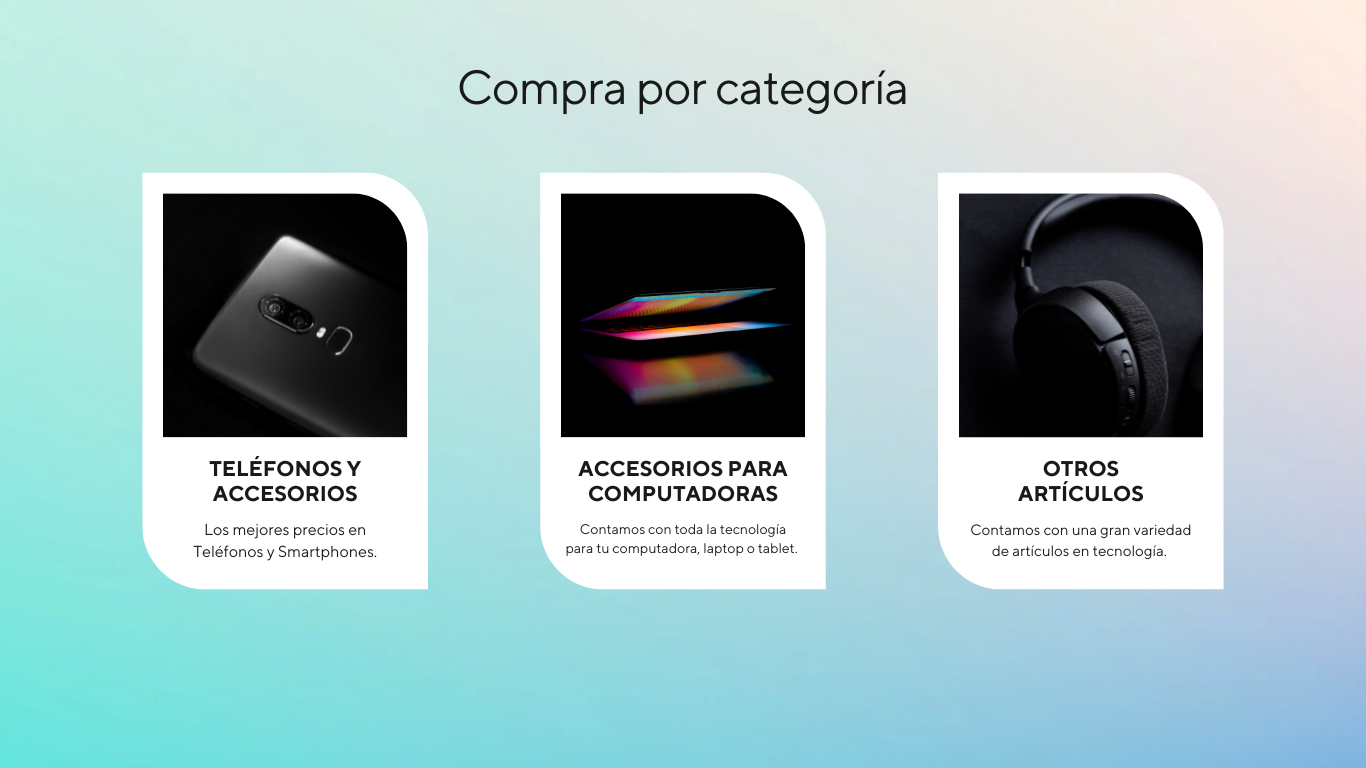 Compra por categoría
TELÉFONOS Y
ACCESORIOS
Los mejores precios en
Teléfonos y Smartphones.
ACCESORIOS PARA
COMPUTADORAS
Contamos con toda la tecnología
para tu computadora, laptop o tablet.
OTROS
ARTÍCULOS
Contamos con una gran variedad
de artículos en tecnología.